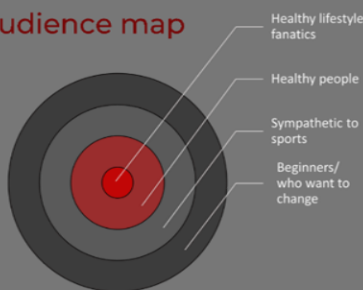 udience map
Healthy lifestyle
fanatics
Healthy people
Sympathetic to
sports
Beginners/
who want to
change